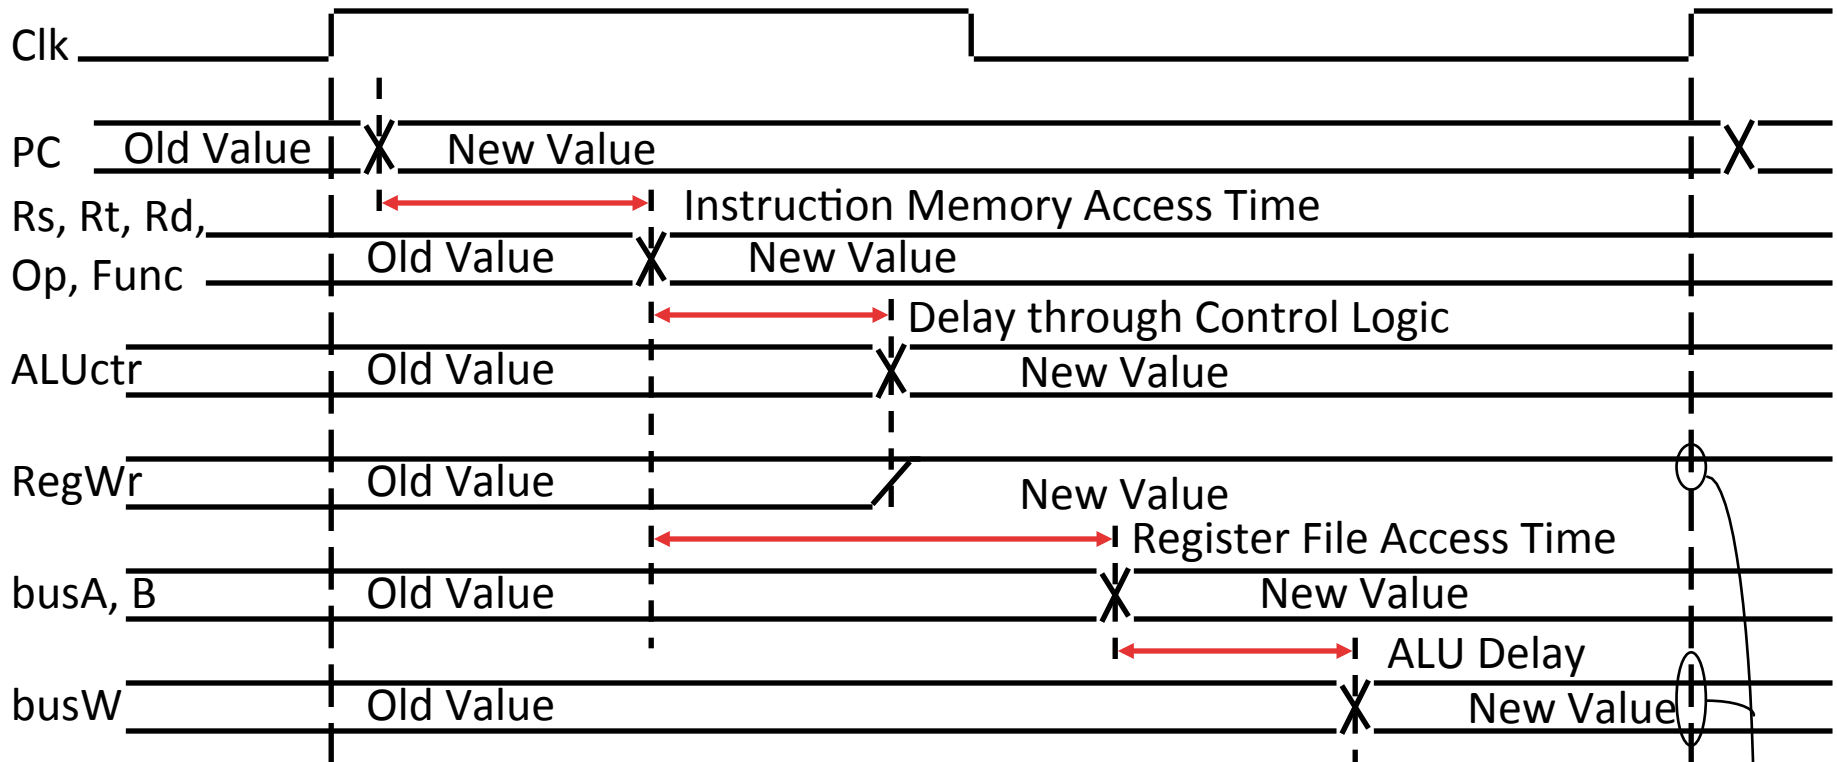 Clk
PC Old Value New Value
Rs, Rt, Rd, Instruction Memory Access Time
Op, Func Old Value New Value
Delay through Control Logic
ALUctr Old Value New Value
RegWr Old Value New Value
Register File Access Time
busA, B Old Value New Value
ALU Delay
busW Old Value New Value